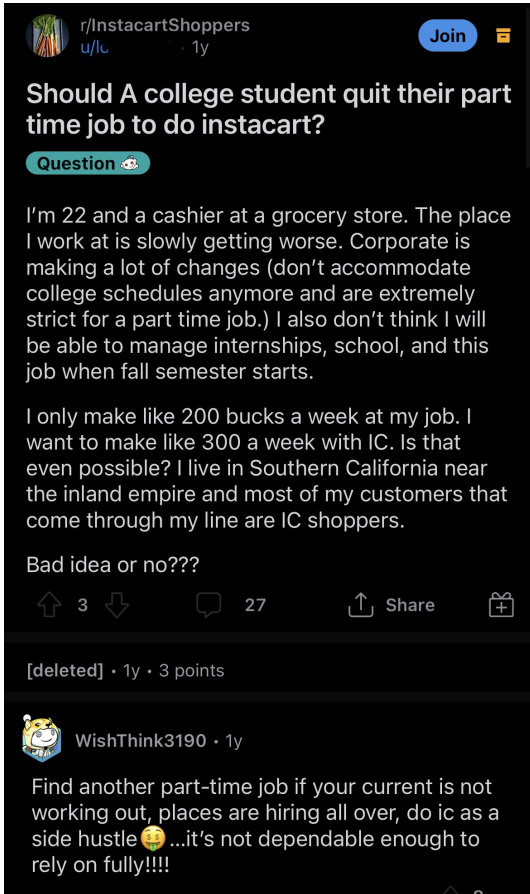 r/InstacartShoppers
u/lc · 1y
Join
Should A college student quit their part
time job to do instacart?
Question
I'm 22 and a cashier at a grocery store. The place
I work at is slowly getting worse. Corporate is
making a lot of changes (don't accommodate
college schedules anymore and are extremely
strict for a part time job.) I also don't think I will
be able to manage internships, school, and this
job when fall semester starts.
I only make like 200 bucks a week at my job. I
want to make like 300 a week with IC. Is that
even possible? I live in Southern California near
the inland empire and most of my customers that
come through my line are IC shoppers.
Bad idea or no???
3 27 Share
[deleted] · 1y · 3 points
WishThink3190 · 1y
Find another part-time job if your current is not
working out, places are hiring all over, do ic as a
side hustle🤑...it's not dependable enough to
rely on fully!!!!